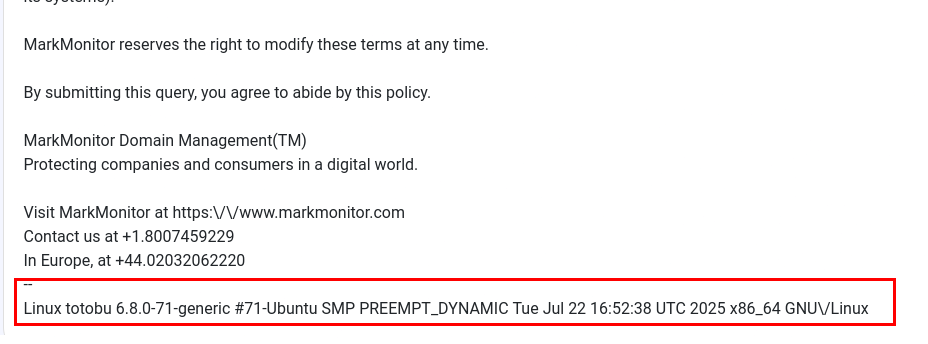 its systems).
MarkMonitor reserves the right to modify these terms at any time.
By submitting this query, you agree to abide by this policy.
MarkMonitor Domain Management(TM)
Protecting companies and consumers in a digital world.
Visit MarkMonitor at https:\/\/www.markmonitor.com
Contact us at +1.8007459229
In Europe, at +44.02032062220
--
Linux totobu 6.8.0-71-generic #71-Ubuntu SMP PREEMPT_DYNAMIC Tue Jul 22 16:52:38 UTC 2025 x86_64 GNU\/Linux